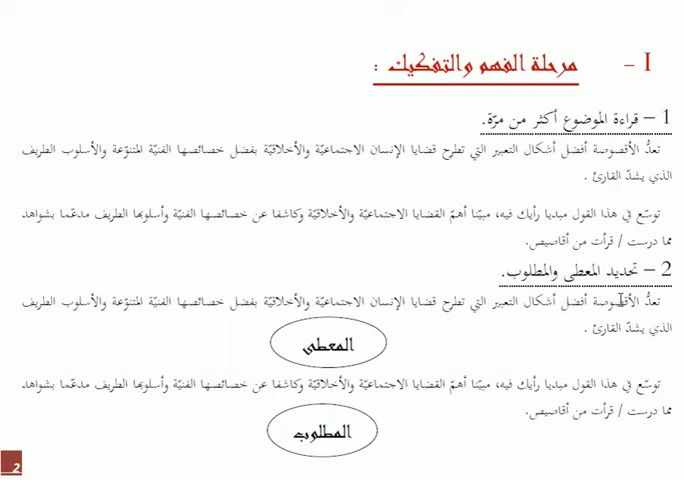 I – مرحلة الفهم والتفكيك :
1 – قراءة الموضوع أكثر من مرّة.
تعدُّ الأقصوصة أفضل أشكال التعبير التي تطرح قضايا الإنسان الاجتماعيّة والأخلاقيّة بفضل خصائصها الفنيّة المتنوّعة والأسلوب الطريف
الذي يشدّ القارئ .
توسّع في هذا القول مبديا رأيك فيه، مبيّنا أهمّ القضايا الاجتماعيّة والأخلاقيّة وكاشفا عن خصائصها الفنية وأسلوبها الطريف مدعّما بشواهد
مما درست / قرأت من أقاصيص.
2 – تحديد المعطى والمطلوب.
تعدُّ الأقصوصة أفضل أشكال التعبير التي تطرح قضايا الإنسان الاجتماعيّة والأخلاقيّة بفضل خصائصها الفنيّة المتنوّعة والأسلوب الطريف
الذي يشدّ القارئ .
المعطى
توسّع في هذا القول مبديا رأيك فيه، مبيّنا أهمّ القضايا الاجتماعيّة والأخلاقيّة وكاشفا عن خصائصها الفنية وأسلوبها الطريف مدعّما بشواهد
مما درست / قرأت من أقاصيص.
المطلوب
2